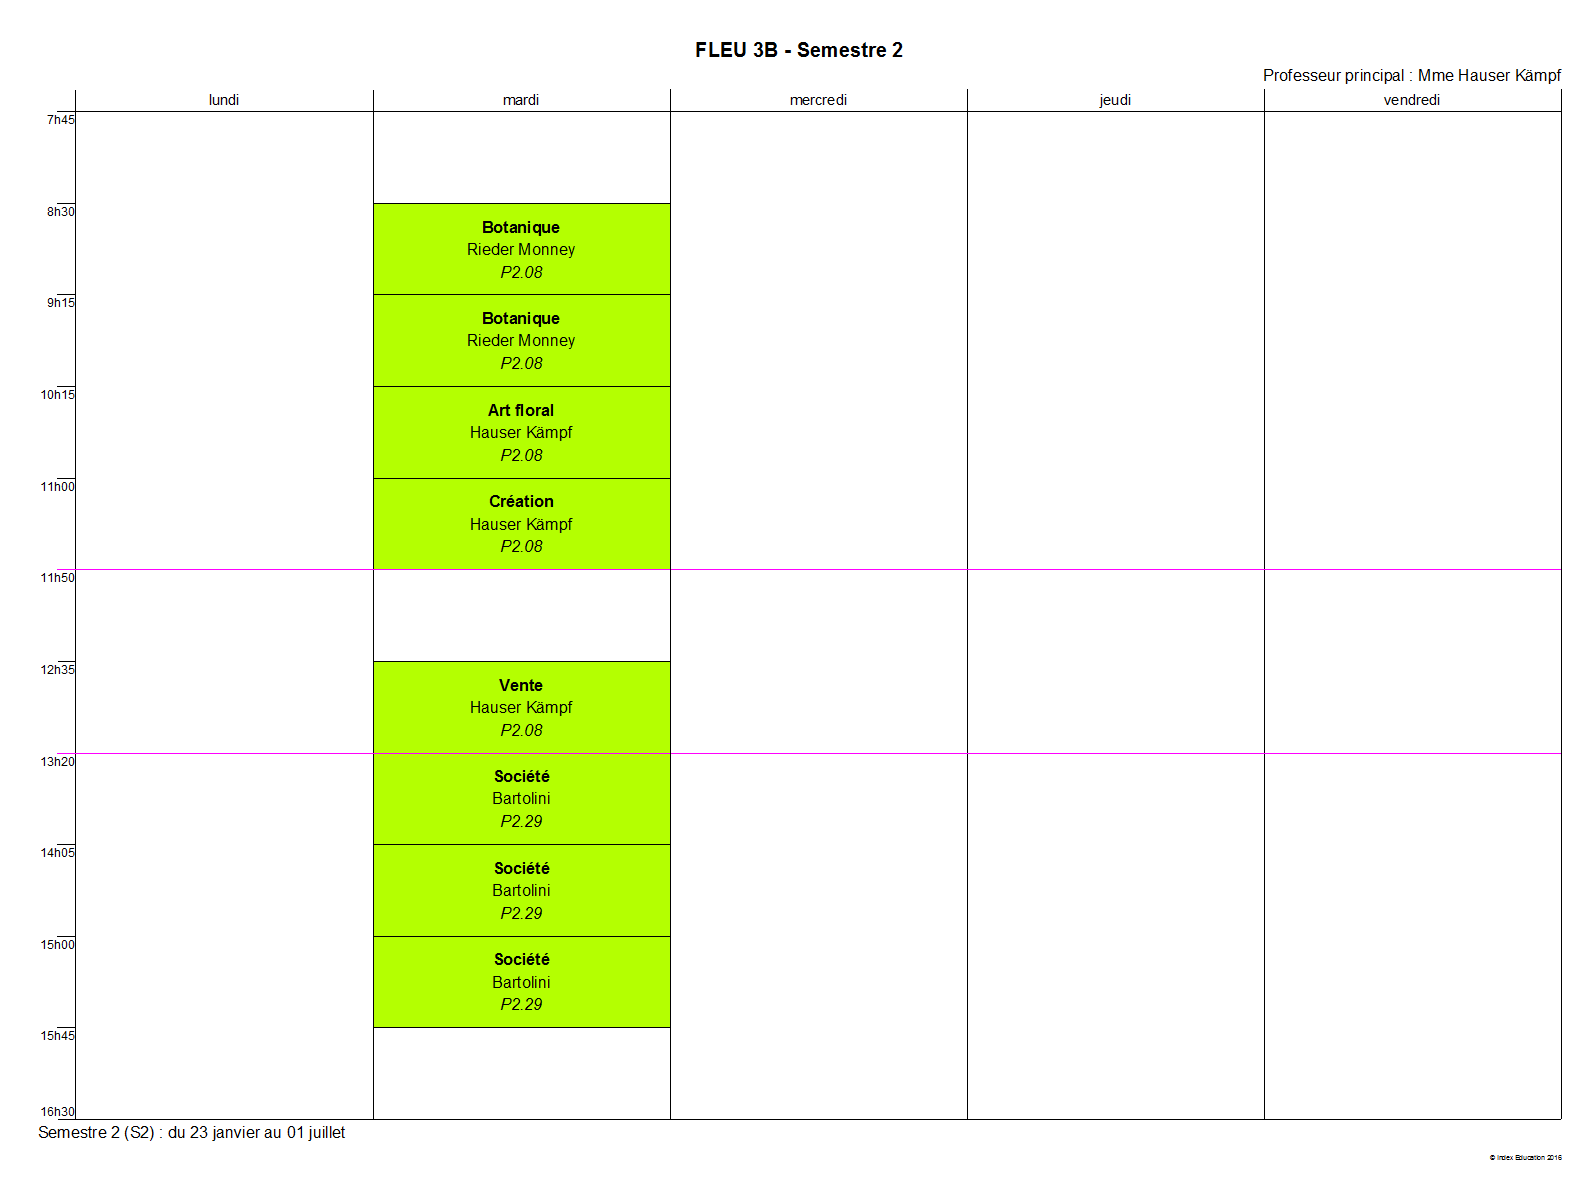 FLEU 3B - Semestre 2
Professeur principal : Mme Hauser Kämpf
lundi mardi mercredi jeudi vendredi
7h45
8h30
Botanique
Rieder Monney
P2.08
9h15
Botanique
Rieder Monney
P2.08
10h15
Art floral
Hauser Kämpf
P2.08
11h00
Création
Hauser Kämpf
P2.08
11h50
12h35
Vente
Hauser Kämpf
P2.08
13h20
Société
Bartolini
P2.29
14h05
Société
Bartolini
P2.29
15h00
Société
Bartolini
P2.29
15h45
16h30
Semestre 2 (S2) : du 23 janvier au 01 juillet
© Index Education 2016